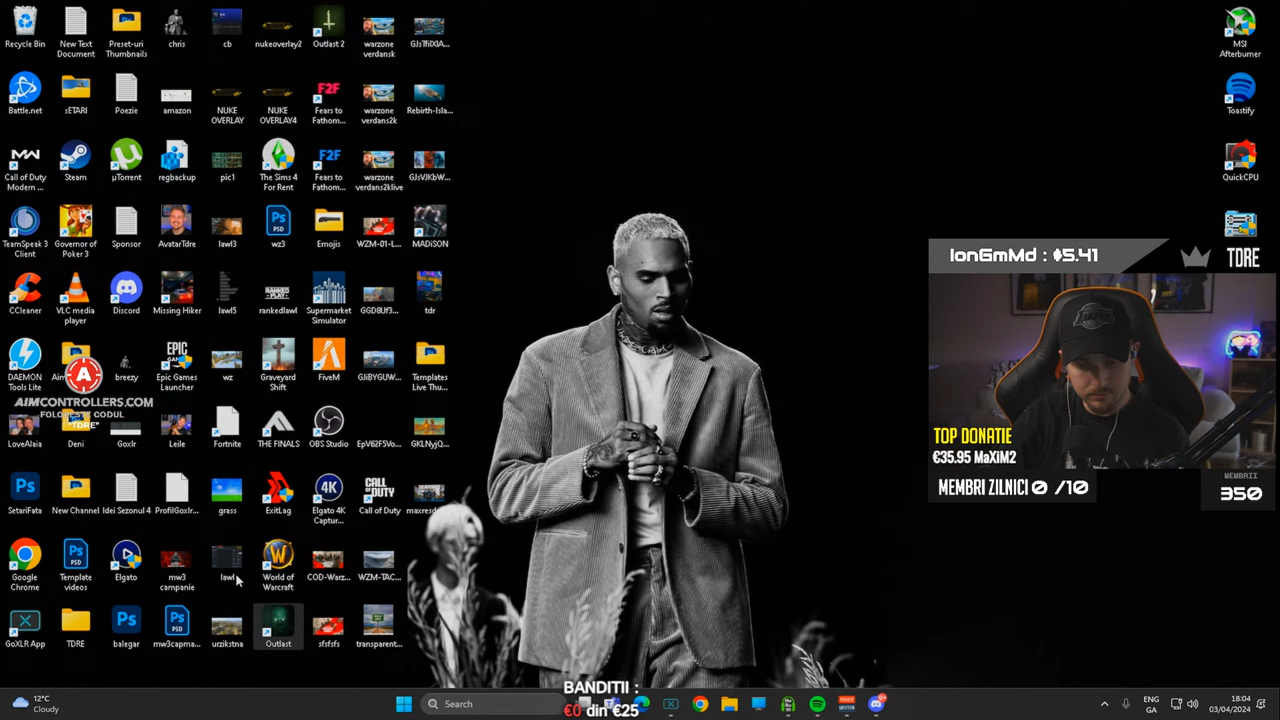 Recycle Bin
New Text Document
Preset-uri Thumbnails
chris
cb
nukeoverlay2
Outlast 2
warzone verdansk
GJsTfilXIA...
MSI Afterburner
Battle.net
sETARI
Poezie
amazon
NUKE OVERLAY
NUKE OVERLAY4
Fears to Fathom...
warzone verdans2k
Rebirth-Isla...
Toastify
Call of Duty Modern ...
Steam
µTorrent
regbackup
pic1
The Sims 4 For Rent
Fears to Fathom...
warzone verdans2klive
GJsVJKbW...
QuickCPU
TeamSpeak 3 Client
Governor of Poker 3
Sponsor
AvatarTdre
lawl3
wz3
Emojis
WZM-01-L...
MADiSON
IonGmMd : $5.41
TDRE
CCleaner
VLC media player
Discord
Missing Hiker
lawl5
rankedlawl
Supermarket Simulator
GGD8Uf3...
tdr
DAEMON Tools Lite
breezy
Epic Games Launcher
wz
Graveyard Shift
FiveM
GJiBYGUW...
Templates Live Thu...
AIMCONTROLLERS.COM
FOLOSESTE CODUL
"TDRE"
LoveAlaia
Deni
Goxlr
Leile
Fortnite
THE FINALS
OBS Studio
EpV62F5Vo...
GKLNyjQ...
TOP DONATIE
€35.95 MaXiM2
MEMBRI ZILNICI 0 /10
MEMBRII
350
SetariFata
New Channel
Idei Sezonul 4
ProfilGoxlr...
grass
ExitLag
Elgato 4K Captur...
Call of Duty
maxresd...
Google Chrome
Template videos
Elgato
mw3 campanie
lawl
World of Warcraft
COD-Warz...
WZM-TAC...
GoXLR App
TDRE
balegar
mw3capma...
urzikstna
Outlast
sfsfsfs
transparent...
BANDITII :
€0 din €25
12°C
Cloudy
Search
ENG
GA
18:04
03/04/2024